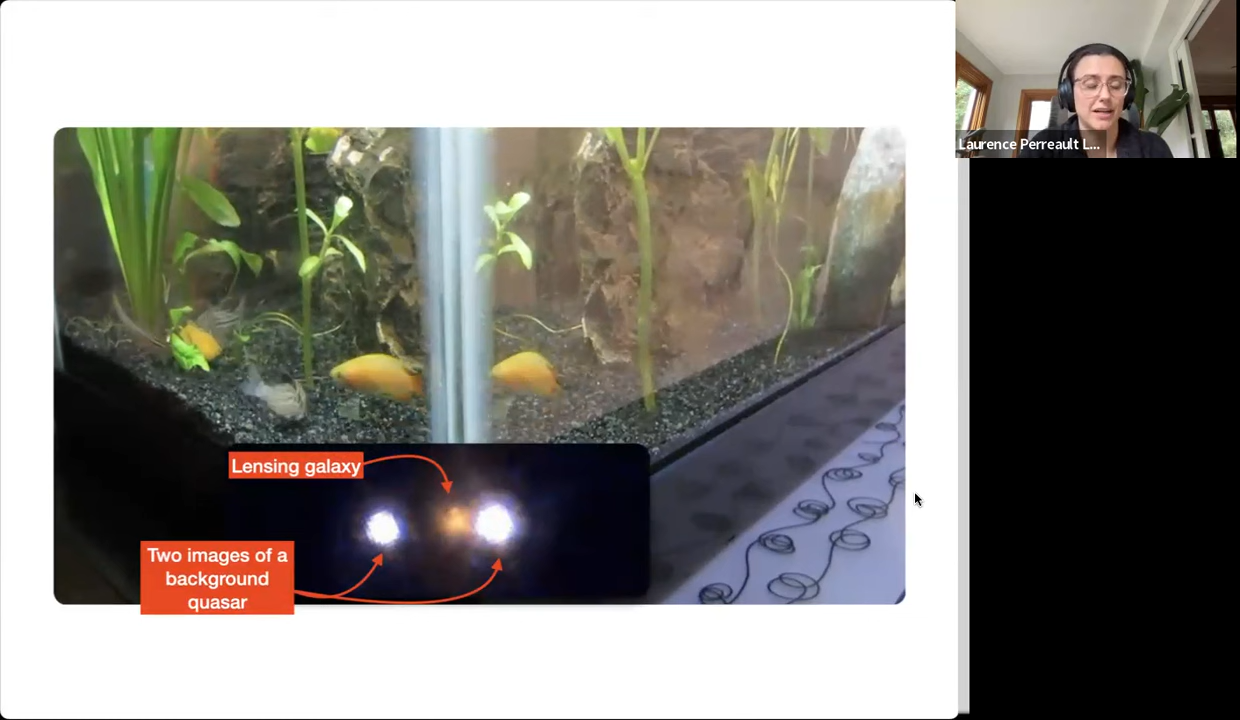 Laurence Perreault L...
Lensing galaxy
Two images of a
background
quasar